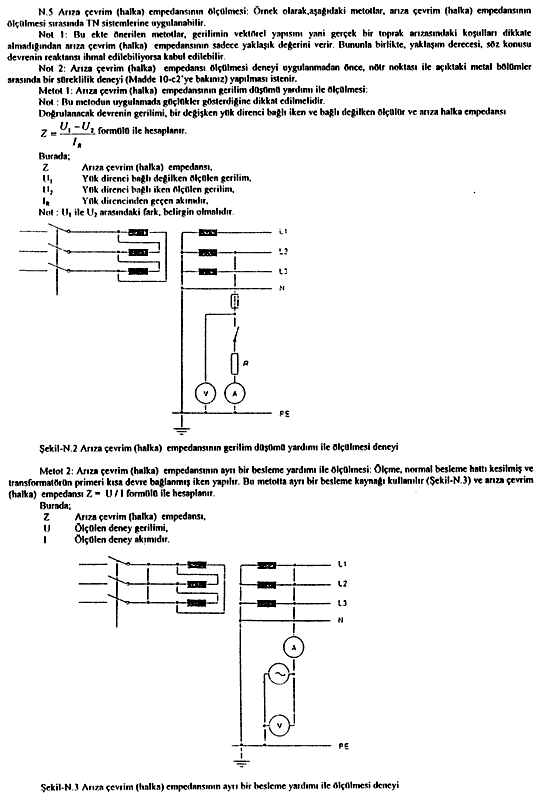 N.5 Arıza çevrim (halka) empedansının ölçülmesi: Örnek olarak,aşağıdaki metotlar, arıza çevrim (halka) empedansının
ölçülmesi sırasında TN sistemlerine uygulanabilir.
Not 1: Bu ekte önerilen metotlar, gerilimin vektörel yapısını yani gerçek bir toprak arızasındaki koşulları dikkate
almadığından arıza çevrim (halka) empedansının sadece yaklaşık değerini verir. Bununla birlikte, yaklaşım derecesi, söz konusu
devrenin reaktansı ihmal edilebiliyorsa kabul edilebilir.
Not 2: Arıza çevrim (halka) empedansı ölçülmesi deneyi uygulanmadan önce, nötr noktası ile açıktaki metal bölümler
arasında bir süreklilik deneyi (Madde 10-c2'ye bakınız) yapılması istenir.
Metot 1: Arıza çevrim (halka) empedansının gerilim düşümü yardımı ile ölçülmesi:
Not : Bu metodun uygulamada güçlükler gösterdiğine dikkat edilmelidir.
Doğrulanacak devrenin gerilimi, bir değişken yük direnci bağlı iken ve bağlı değilken ölçülür ve arıza halka empedansı
Z = (U1 − U2) / IR formülü ile hesaplanır.
Burada;
Z Arıza çevrim (halka) empedansı,
U1 Yük direnci bağlı değilken ölçülen gerilim,
U2 Yük direnci bağlı iken ölçülen gerilim,
IR Yük direncinden geçen akımıdır,
Not : U1 ile U2 arasındaki fark, belirgin olmalıdır.
L1
L2
L3
N
R
V A
PE
Şekil-N.2 Arıza çevrim (halka) empedansının gerilim düşümü yardımı ile ölçülmesi deneyi
Metot 2: Arıza çevrim (halka) empedansının ayrı bir besleme yardımı ile ölçülmesi: Ölçme, normal besleme hattı kesilmiş ve
transformatörün primeri kısa devre bağlanmış iken yapılır. Bu metotta ayrı bir besleme kaynağı kullanılır (Şekil-N.3) ve arıza çevrim
(halka) empedansı Z = U / I formülü ile hesaplanır.
Burada;
Z Arıza çevrim (halka) empedansı,
U Ölçülen deney gerilimi,
I Ölçülen deney akımıdır.
L1
L2
L3
N
A
V
PE
Şekil-N.3 Arıza çevrim (halka) empedansının ayrı bir besleme yardımı ile ölçülmesi deneyi